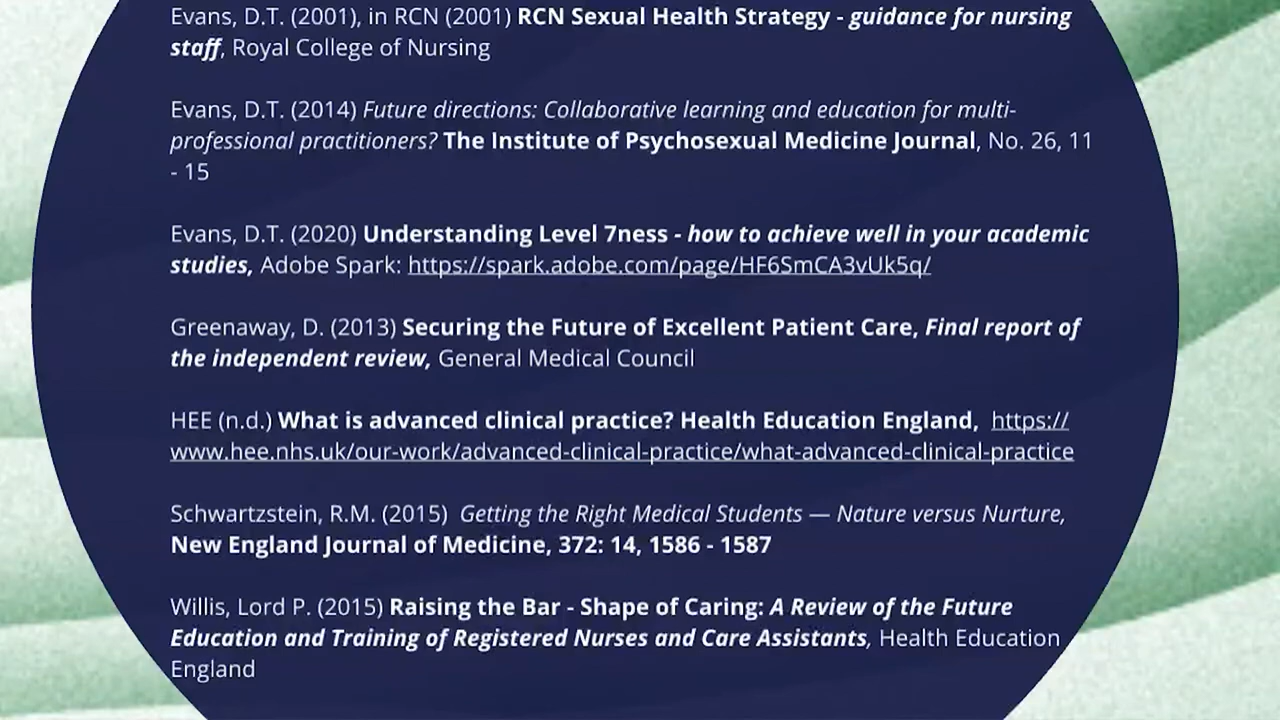 Evans, D.T. (2001), in RCN (2001) RCN Sexual Health Strategy - guidance for nursing
staff, Royal College of Nursing
Evans, D.T. (2014) Future directions: Collaborative learning and education for multi-
professional practitioners? The Institute of Psychosexual Medicine Journal, No. 26, 11
- 15
Evans, D.T. (2020) Understanding Level 7ness - how to achieve well in your academic
studies, Adobe Spark: https://spark.adobe.com/page/HF6SmCA3vUk5q/
Greenaway, D. (2013) Securing the Future of Excellent Patient Care, Final report of
the independent review, General Medical Council
HEE (n.d.) What is advanced clinical practice? Health Education England, https://
www.hee.nhs.uk/our-work/advanced-clinical-practice/what-advanced-clinical-practice
Schwartzstein, R.M. (2015) Getting the Right Medical Students — Nature versus Nurture,
New England Journal of Medicine, 372: 14, 1586 - 1587
Willis, Lord P. (2015) Raising the Bar - Shape of Caring: A Review of the Future
Education and Training of Registered Nurses and Care Assistants, Health Education
England